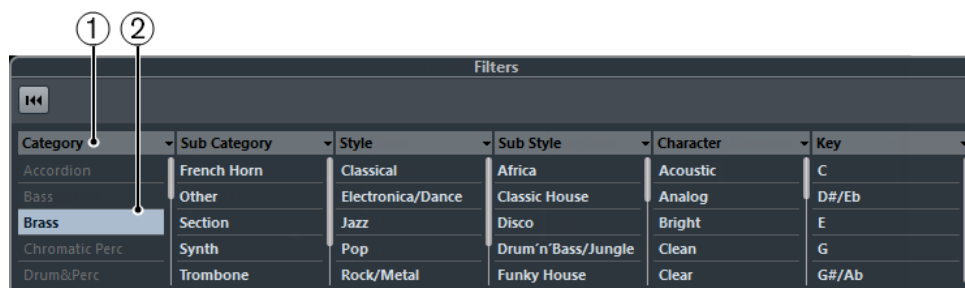 1 2
Filters
Category Sub Category Style Sub Style Character Key
Accordion French Horn Classical Africa Acoustic C
Bass Other Electronica/Dance Classic House Analog D#/Eb
Brass Section Jazz Disco Bright E
Chromatic Perc Synth Pop Drum´n´Bass/Jungle Clean G
Drum&Perc Trombone Rock/Metal Funky House Clear G#/Ab